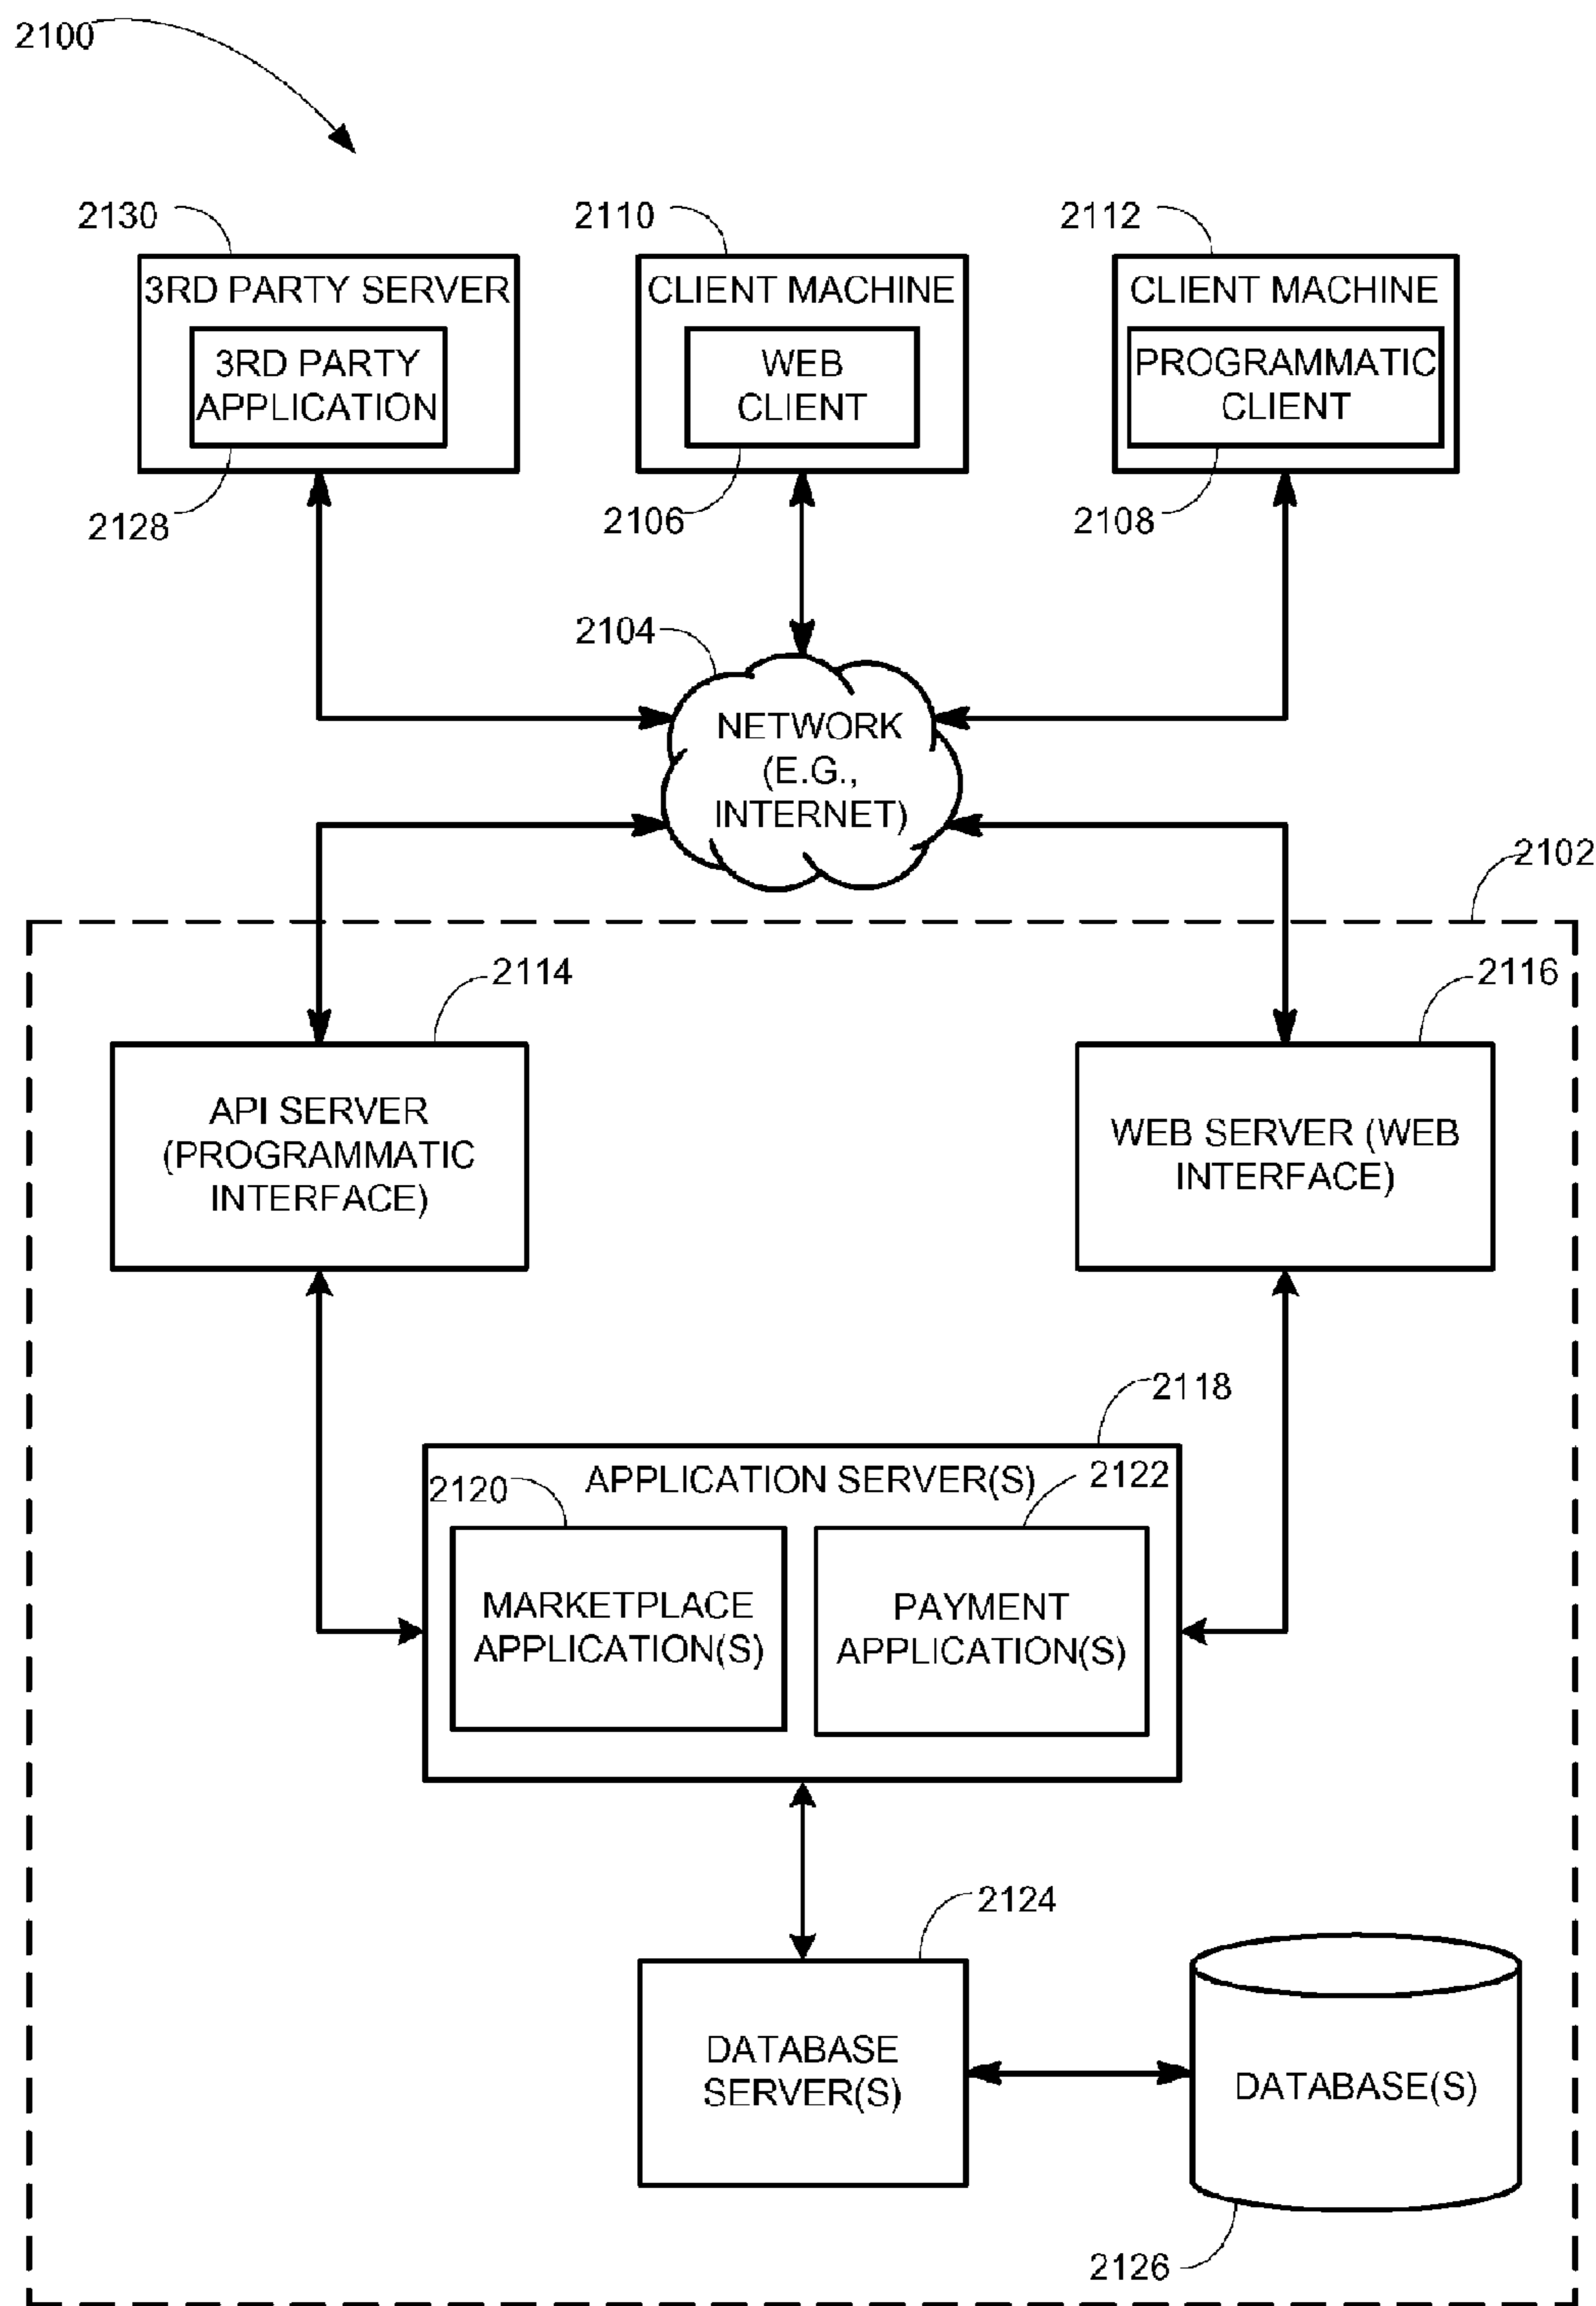 2100
2130
2110
2112
3RD PARTY SERVER
3RD PARTY
APPLICATION
2128
CLIENT MACHINE
WEB
CLIENT
2106
CLIENT MACHINE
PROGRAMMATIC
CLIENT
2108
2104
NETWORK
(E.G.,
INTERNET)
2102
2114
2116
API SERVER
(PROGRAMMATIC
INTERFACE)
WEB SERVER (WEB
INTERFACE)
2118
APPLICATION SERVER(S)
2120
2122
MARKETPLACE
APPLICATION(S)
PAYMENT
APPLICATION(S)
2124
DATABASE
SERVER(S)
DATABASE(S)
2126